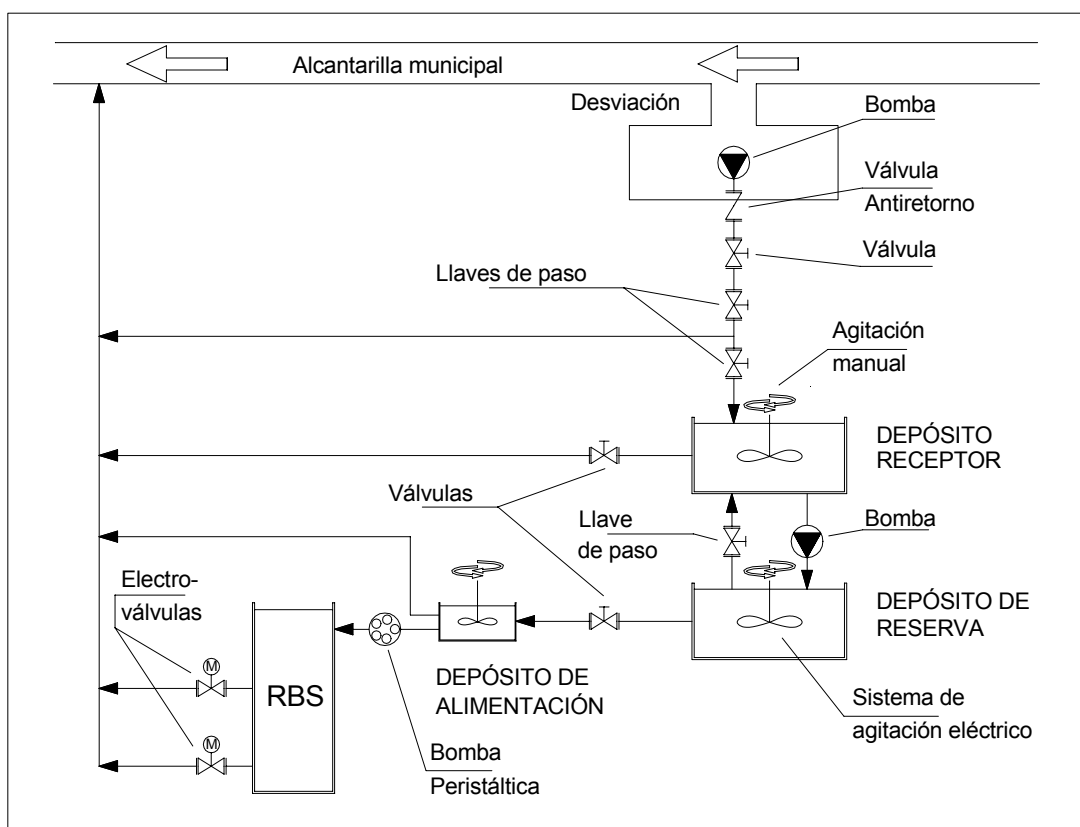 Alcantarilla municipal
Desviación
Bomba
Válvula
Antiretorno
Válvula
Llaves de paso
Agitación
manual
DEPÓSITO
RECEPTOR
Válvulas
Llave
de paso
Bomba
Electro-
válvulas
DEPÓSITO DE
RESERVA
M
RBS
DEPÓSITO DE
ALIMENTACIÓN
Sistema de
agitación eléctrico
M
Bomba
Peristáltica